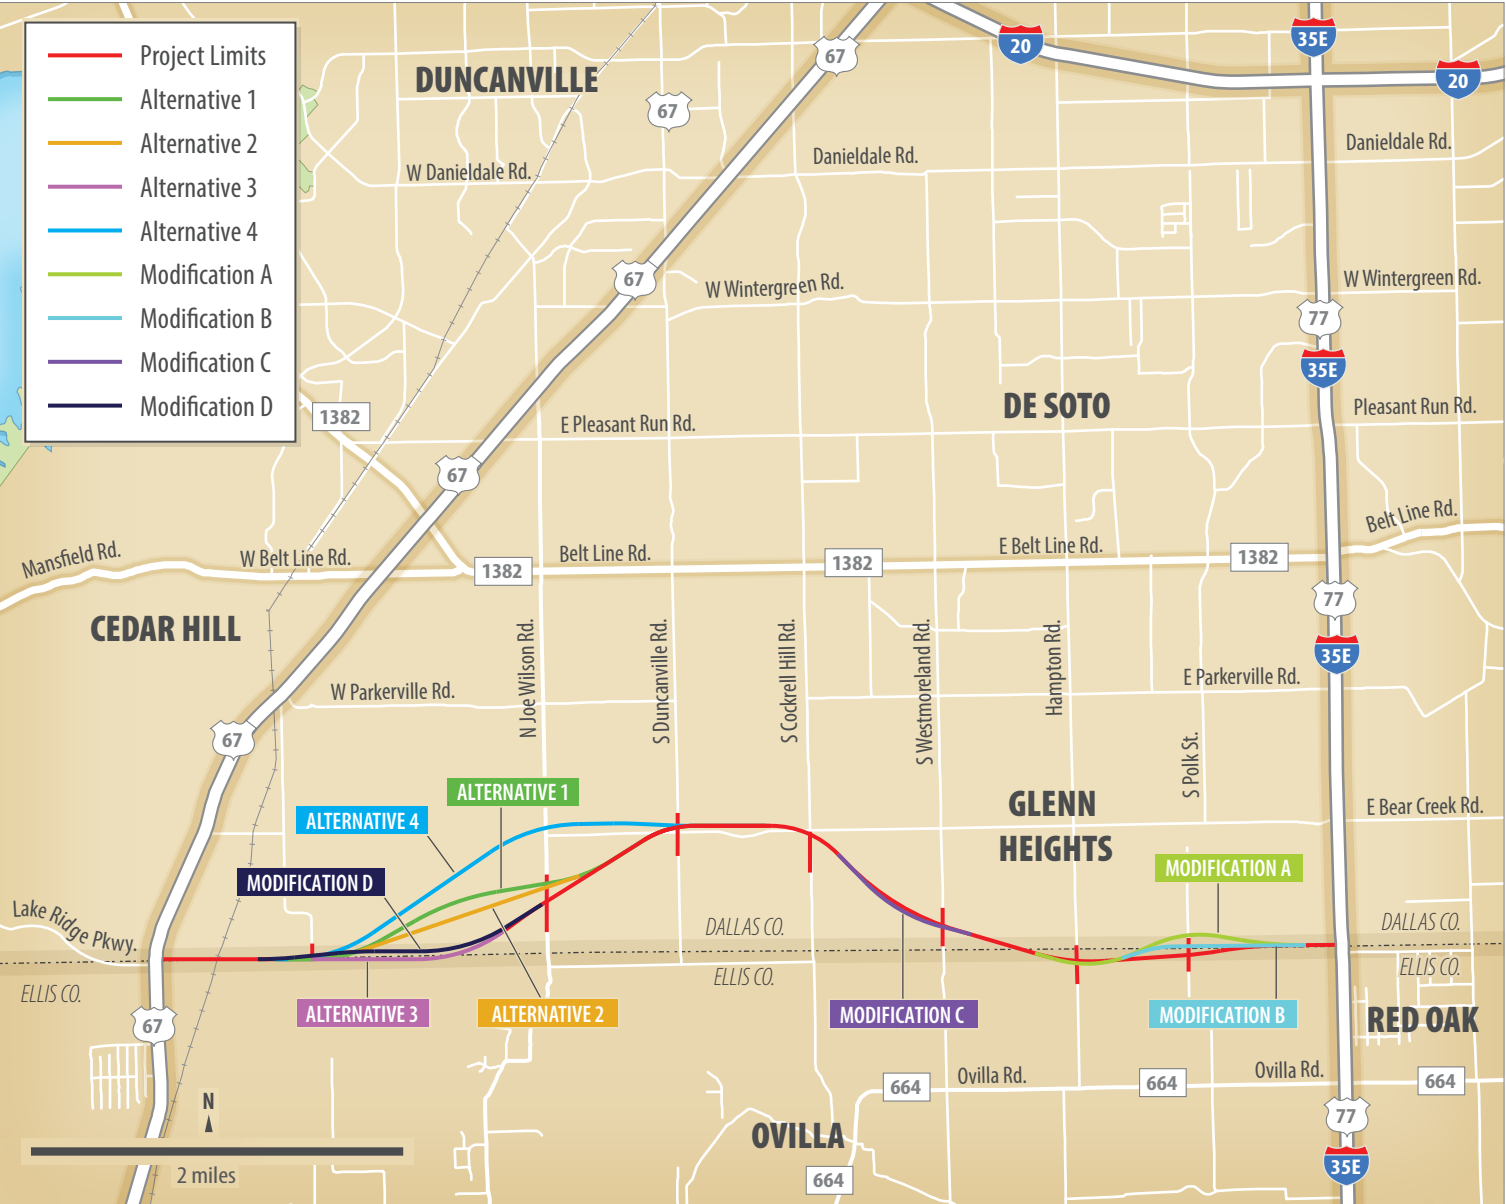 Project Limits
Alternative 1
Alternative 2
Alternative 3
Alternative 4
Modification A
Modification B
Modification C
Modification D
DUNCANVILLE
67
67
20
35E
20
W Danieldale Rd.
Danieldale Rd.
Danieldale Rd.
67
W Wintergreen Rd.
W Wintergreen Rd.
77
35E
1382
E Pleasant Run Rd.
DE SOTO
Pleasant Run Rd.
67
Mansfield Rd.
W Belt Line Rd.
1382
Belt Line Rd.
1382
E Belt Line Rd.
1382
Belt Line Rd.
77
CEDAR HILL
35E
N Joe Wilson Rd.
S Duncanville Rd.
S Cockrell Hill Rd.
S Westmoreland Rd.
Hampton Rd.
S Polk St.
W Parkerville Rd.
E Parkerville Rd.
67
ALTERNATIVE 1
ALTERNATIVE 4
GLENN
HEIGHTS
E Bear Creek Rd.
MODIFICATION D
MODIFICATION A
Lake Ridge Pkwy.
DALLAS CO.
DALLAS CO.
ELLIS CO.
ELLIS CO.
ELLIS CO.
ALTERNATIVE 3
ALTERNATIVE 2
MODIFICATION C
MODIFICATION B
RED OAK
67
664
Ovilla Rd.
664
Ovilla Rd.
664
N
77
OVILLA
2 miles
664
35E